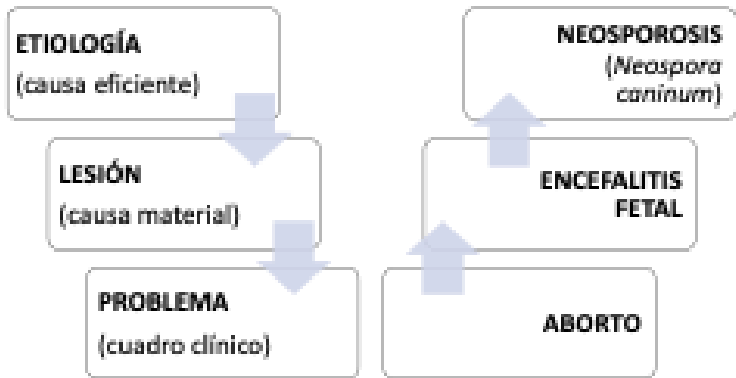 ETIOLOGÍA
(causa eficiente)
LESIÓN
(causa material)
PROBLEMA
(cuadro clínico)
NEOSPOROSIS
(Neospora
caninum)
ENCEFALITIS
FETAL
ABORTO